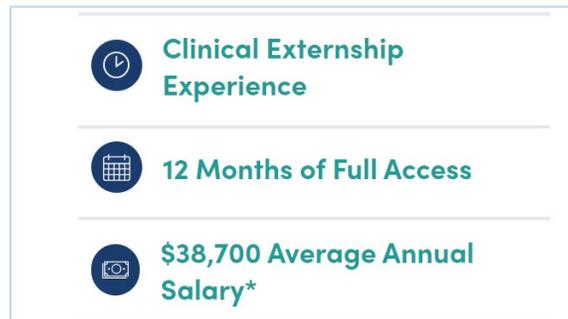 Clinical Externship
Experience
12 Months of Full Access
$38,700 Average Annual
Salary*